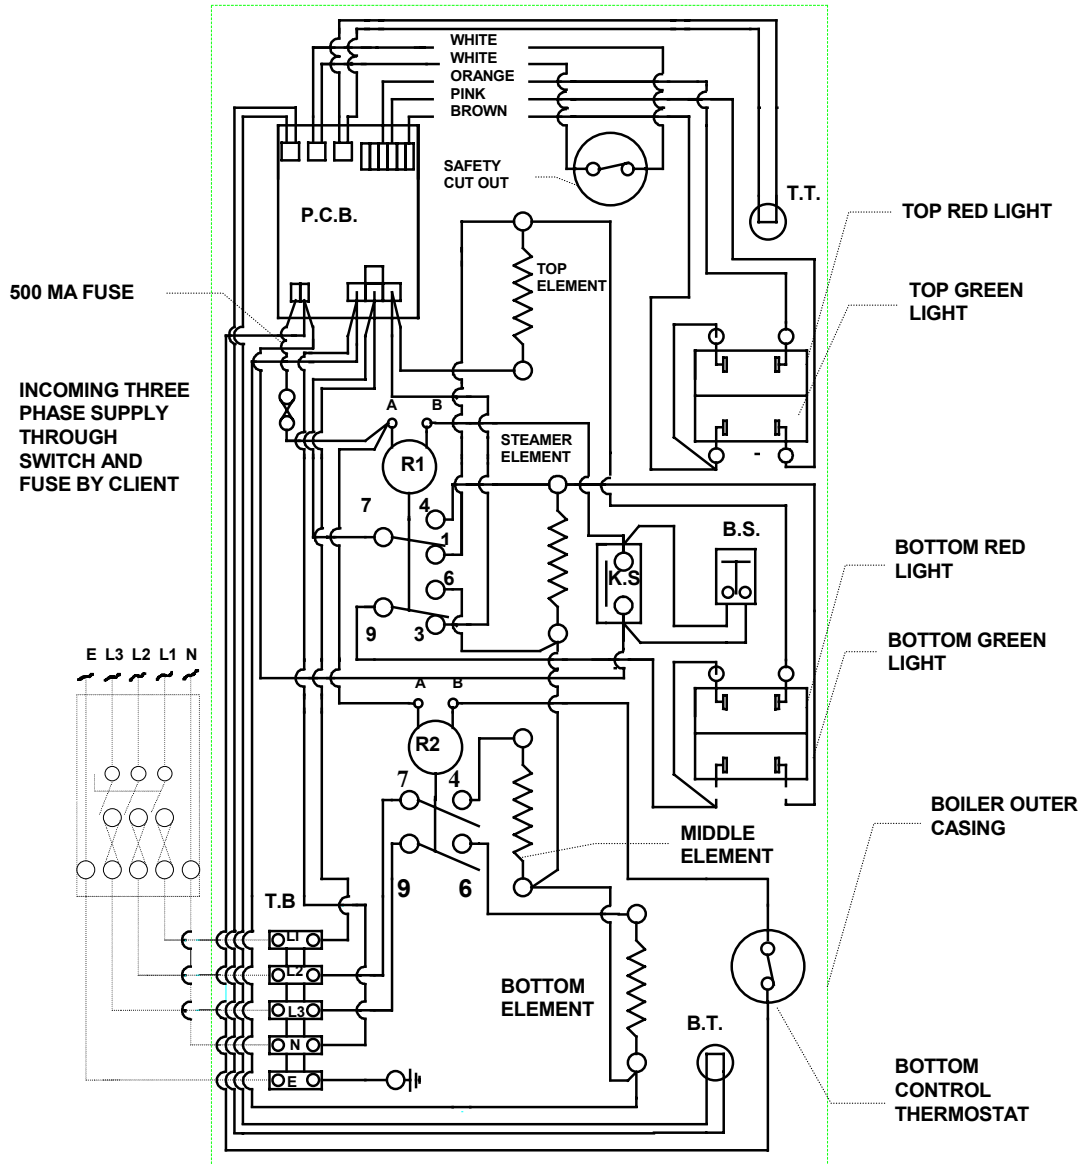 WHITE
WHITE
ORANGE
PINK
BROWN
SAFETY
CUT OUT
P.C.B.
T.T.
TOP RED LIGHT
TOP
ELEMENT
500 MA FUSE
TOP GREEN
LIGHT
INCOMING THREE
PHASE SUPPLY
THROUGH
SWITCH AND
FUSE BY CLIENT
A B
R1
STEAMER
ELEMENT
-
7 4
1
6
9 3
K.S
B.S.
BOTTOM RED
LIGHT
BOTTOM GREEN
LIGHT
E L3 L2 L1 N
A B
R2
7 4
9 6
MIDDLE
ELEMENT
BOILER OUTER
CASING
T.B
L1
L2
L3
N
E
BOTTOM
ELEMENT
B.T.
BOTTOM
CONTROL
THERMOSTAT